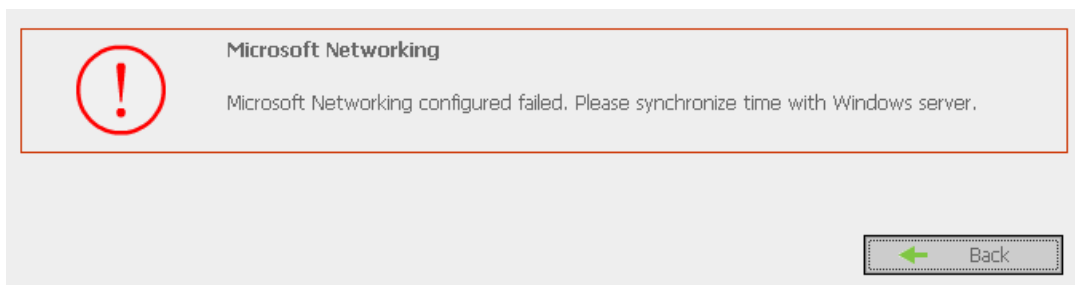 Microsoft Networking
Microsoft Networking configured failed. Please synchronize time with Windows server.
Back